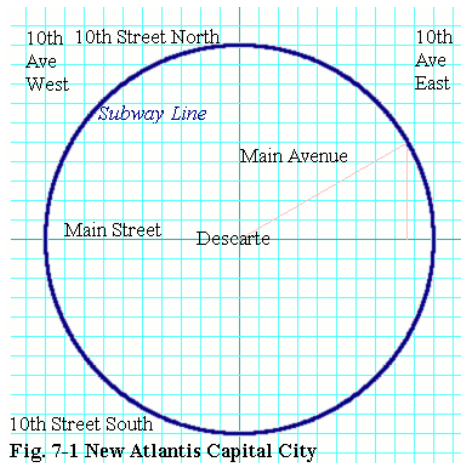 10th
Ave
West
10th Street North
10th
Ave
East
Subway Line
Main Avenue
Main Street
Descarte
10th Street South
Fig. 7-1 New Atlantis Capital City